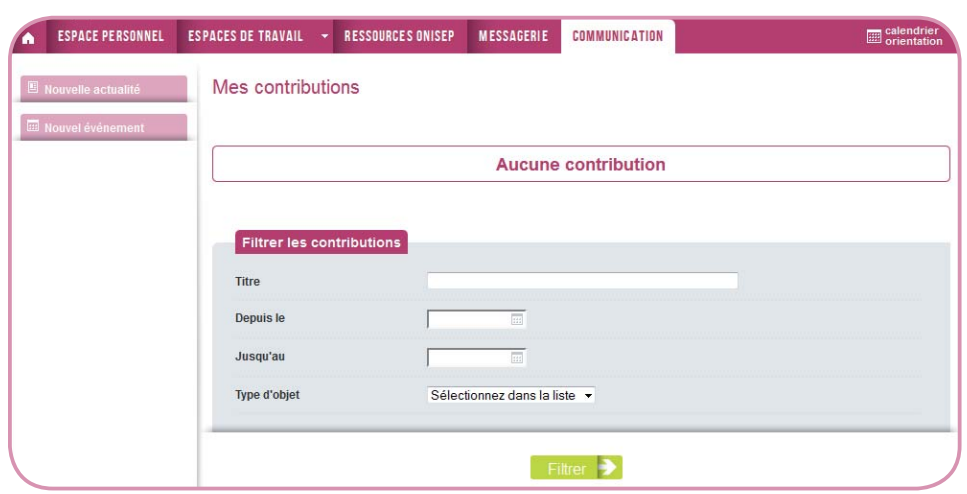 ESPACE PERSONNEL ESPACES DE TRAVAIL RESSOURCES ONISEP MESSAGERIE COMMUNICATION calendrier
orientation
Nouvelle actualité
Nouvel événement
Mes contributions
Aucune contribution
Filtrer les contributions
Titre
Depuis le
Jusqu'au
Type d'objet Sélectionnez dans la liste
Filtrer